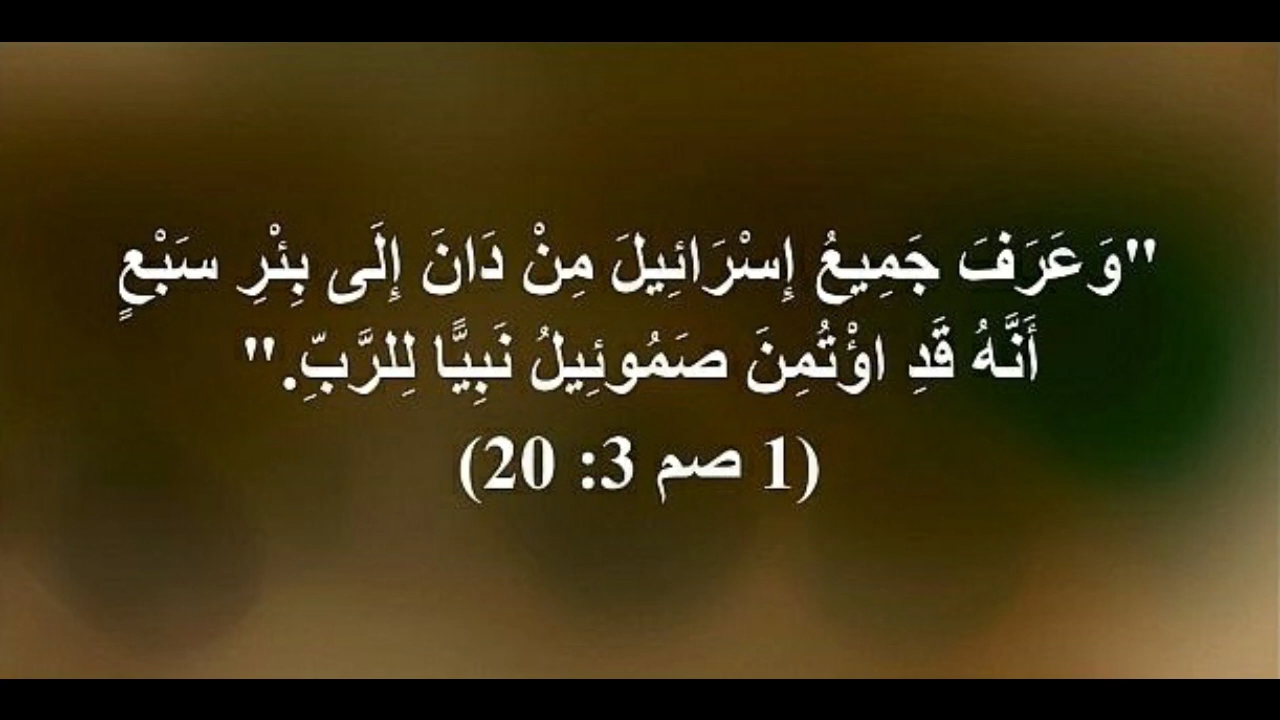 "وَعَرَفَ جَمِيعُ إِسْرَائِيلَ مِنْ دَانَ إِلَى بِئْرِ سَبْعٍ
أَنَّهُ قَدِ اؤْتُمِنَ صَمُوئِيلُ نَبِيًّا لِلرَّبِّ."
(1 صم 3: 20)